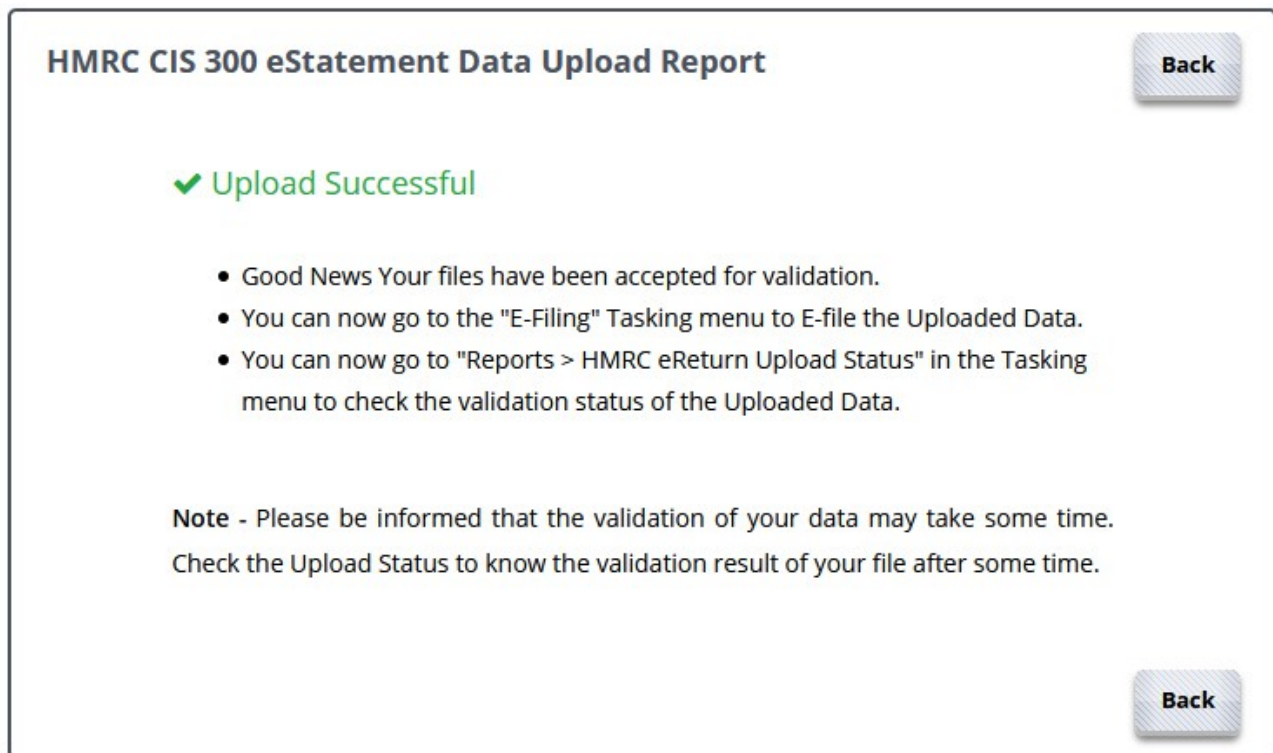 HMRC CIS 300 eStatement Data Upload Report
Back
✔ Upload Successful
• Good News Your files have been accepted for validation.
• You can now go to the "E-Filing" Tasking menu to E-file the Uploaded Data.
• You can now go to "Reports > HMRC eReturn Upload Status" in the Tasking
menu to check the validation status of the Uploaded Data.
Note - Please be informed that the validation of your data may take some time.
Check the Upload Status to know the validation result of your file after some time.
Back